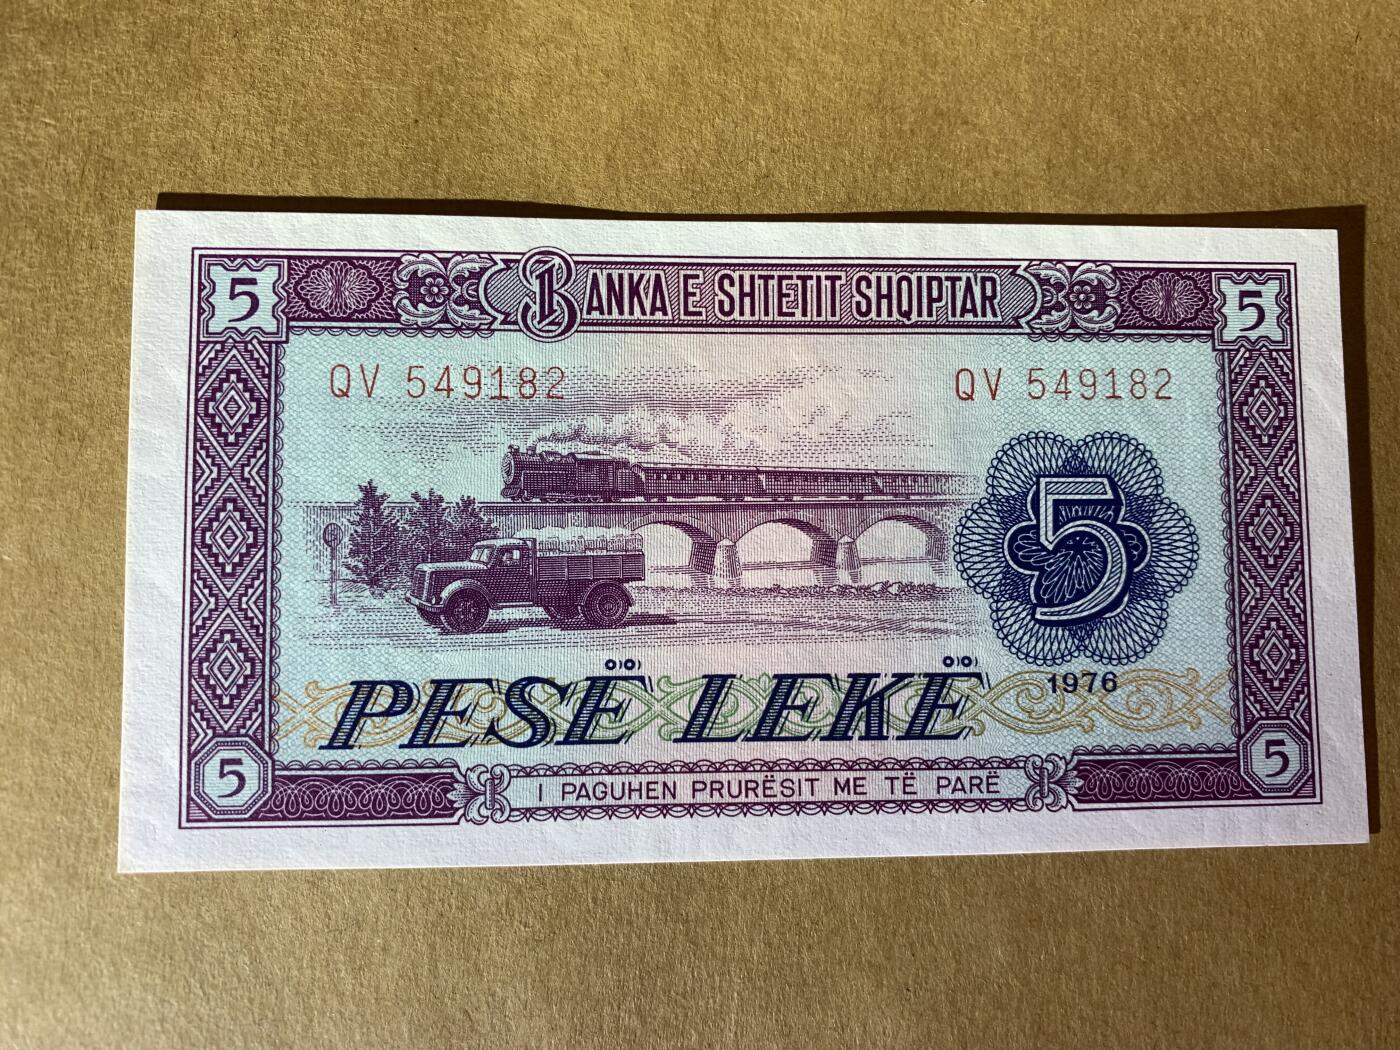 5 BANKA E SHTETIT SHQIPTAR 5
QV 549182 QV 549182
5
1976
PESË LEKË
5 I PAGUHEN PRURËSIT ME TË PARË 5